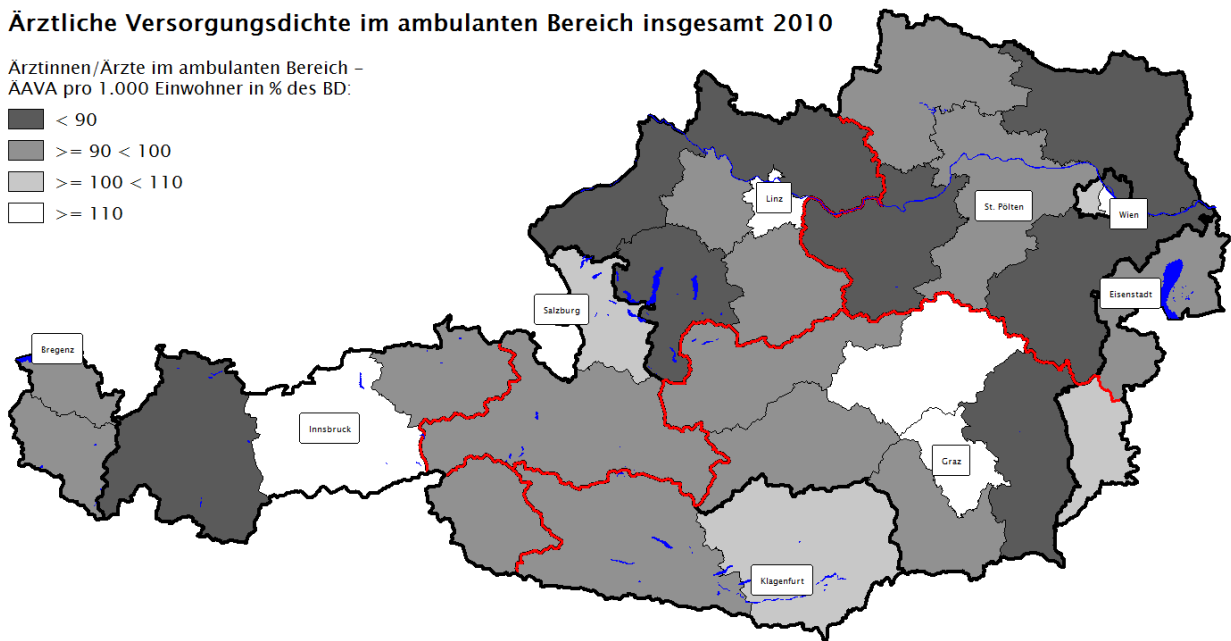 Ärztliche Versorgungsdichte im ambulanten Bereich insgesamt 2010
Ärztinnen/Ärzte im ambulanten Bereich –
ÄAVA pro 1.000 Einwohner in % des BD:
< 90
>= 90 < 100
>= 100 < 110
>= 110
Linz
St. Pölten
Wien
Eisenstadt
Salzburg
Bregenz
Innsbruck
Graz
Klagenfurt